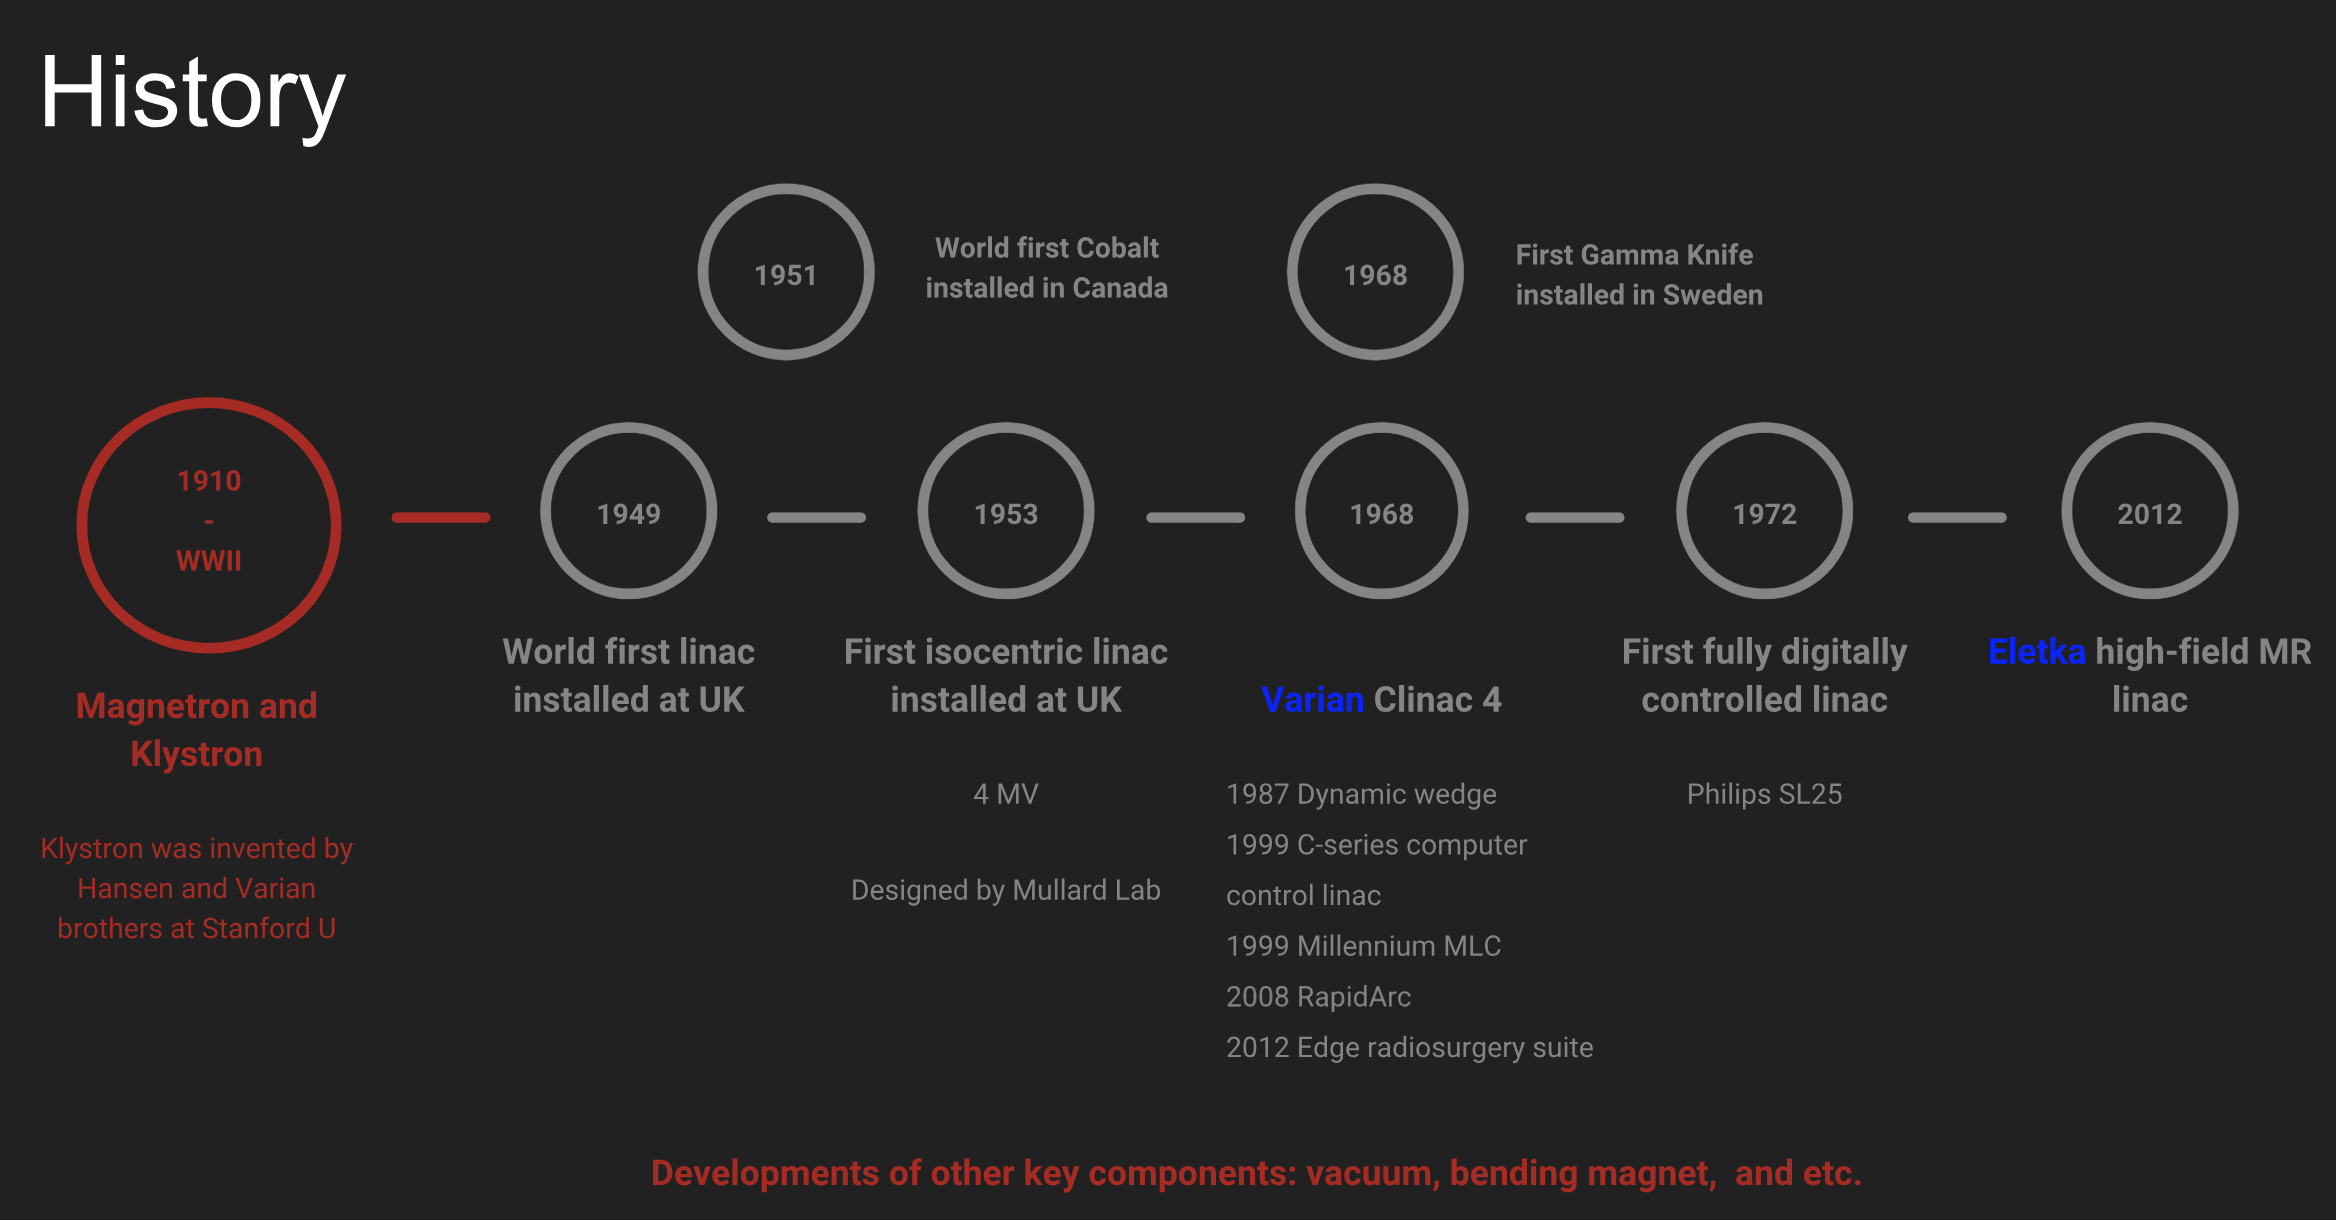 History
1951
World first Cobalt
installed in Canada
1968
First Gamma Knife
installed in Sweden
1910
-
WWII
Magnetron and
Klystron
Klystron was invented by
Hansen and Varian
brothers at Stanford U
1949
World first linac
installed at UK
1953
First isocentric linac
installed at UK
4 MV
Designed by Mullard Lab
1968
Varian Clinac 4
1987 Dynamic wedge
1999 C-series computer
control linac
1999 Millennium MLC
2008 RapidArc
2012 Edge radiosurgery suite
1972
First fully digitally
controlled linac
Philips SL25
2012
Eletka high-field MR
linac
Developments of other key components: vacuum, bending magnet,  and etc.